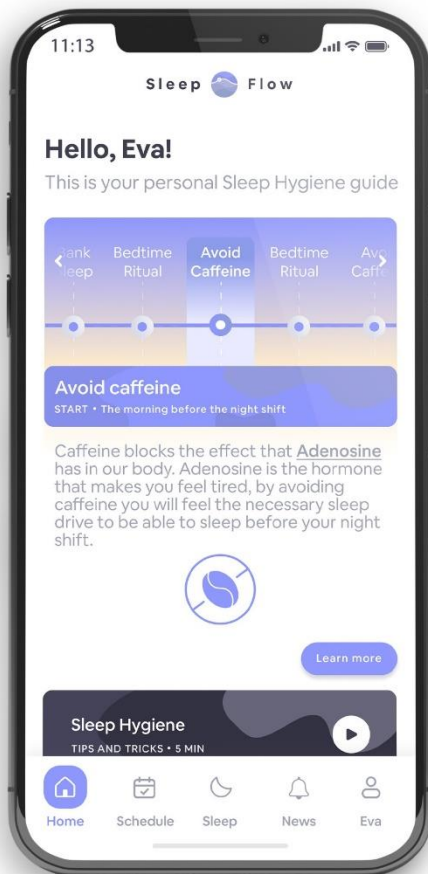 11:13
Sleep Flow
Hello, Eva!
This is your personal Sleep Hygiene guide
Bedtime Avoid Bedtime
Ritual Caffeine Ritual
Avoid caffeine
START • The morning before the night shift
Caffeine blocks the effect that Adenosine
has in our body. Adenosine is the hormone
that makes you feel tired, by avoiding
caffeine you will feel the necessary sleep
drive to be able to sleep before your night
shift.
Learn more
Sleep Hygiene
TIPS AND TRICKS • 5 MIN
Home Schedule Sleep News Eva